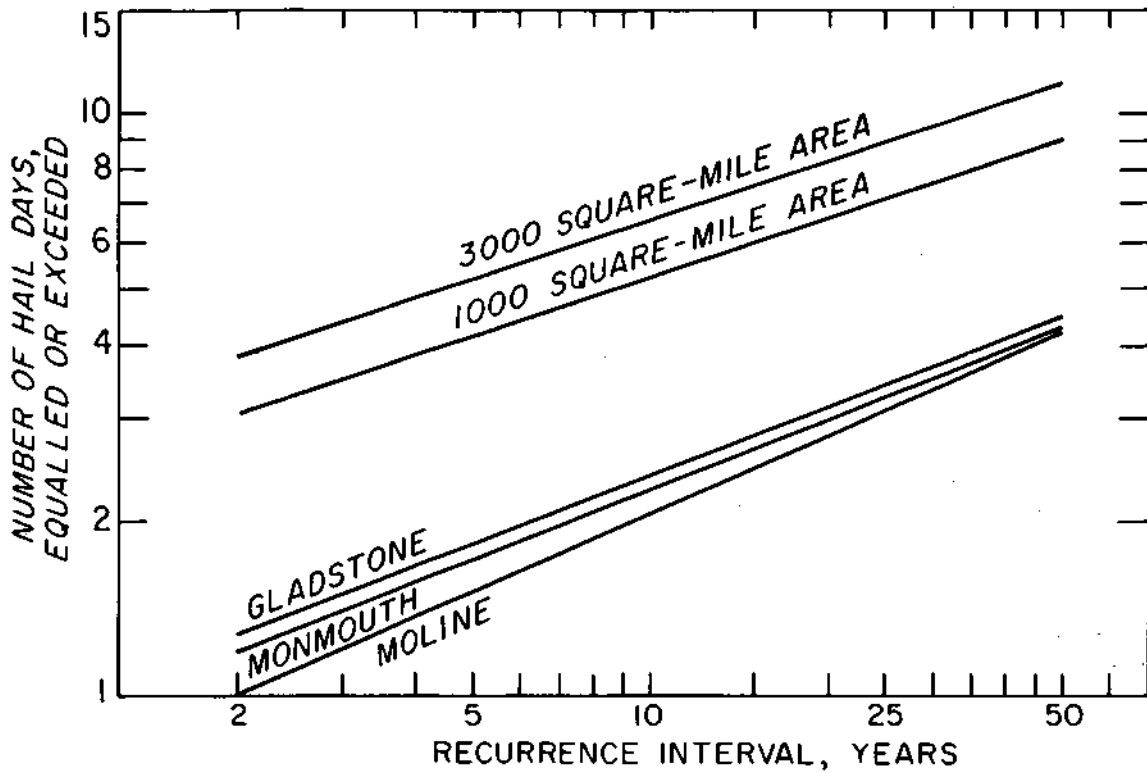 NUMBER OF HAIL DAYS,
EQUALLED OR EXCEEDED
15
10
8
6
4
2
1
3000 SQUARE-MILE AREA
1000 SQUARE-MILE AREA
GLADSTONE
MONMOUTH
MOLINE
2 5 10 25 50
RECURRENCE INTERVAL, YEARS